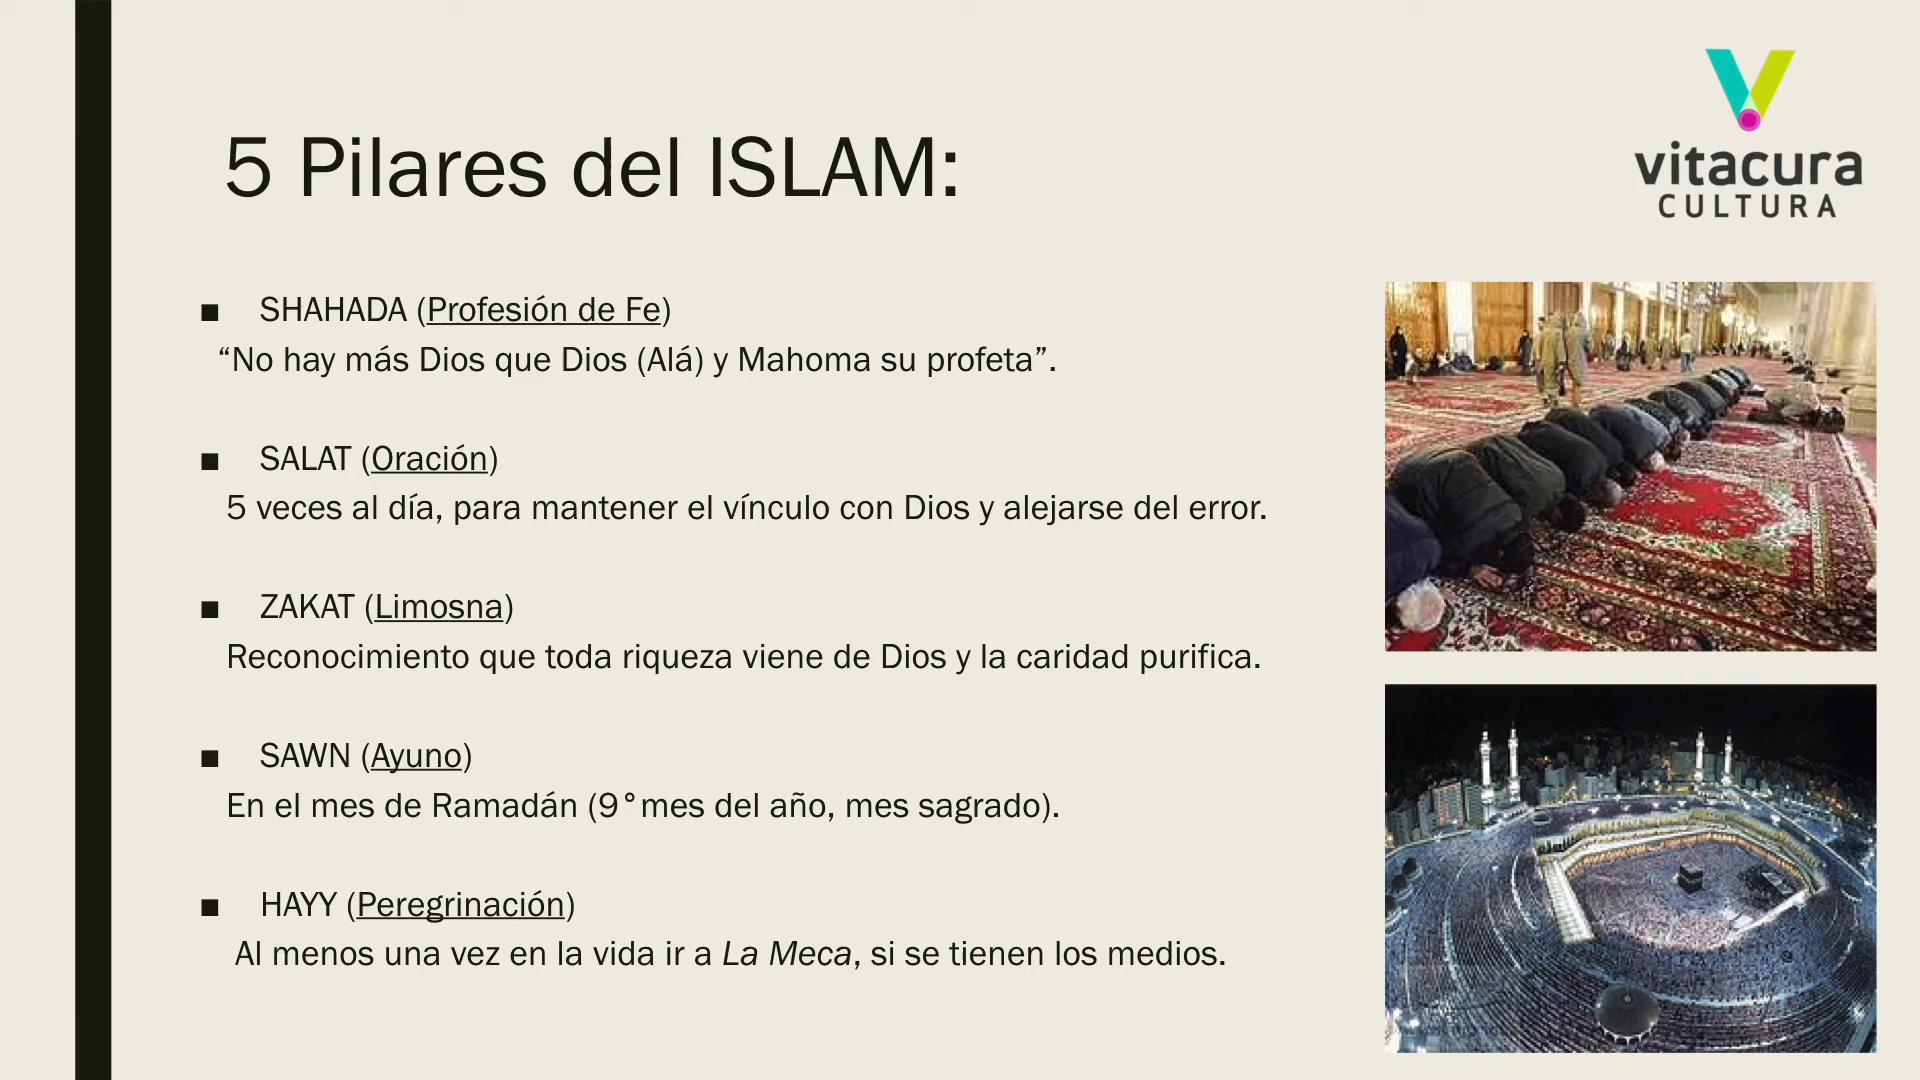 5 Pilares del ISLAM:
vitacura
CULTURA
■ SHAHADA (Profesión de Fe)
“No hay más Dios que Dios (Alá) y Mahoma su profeta”.
■ SALAT (Oración)
5 veces al día, para mantener el vínculo con Dios y alejarse del error.
■ ZAKAT (Limosna)
Reconocimiento que toda riqueza viene de Dios y la caridad purifica.
■ SAWN (Ayuno)
En el mes de Ramadán (9°mes del año, mes sagrado).
■ HAYY (Peregrinación)
Al menos una vez en la vida ir a La Meca, si se tienen los medios.